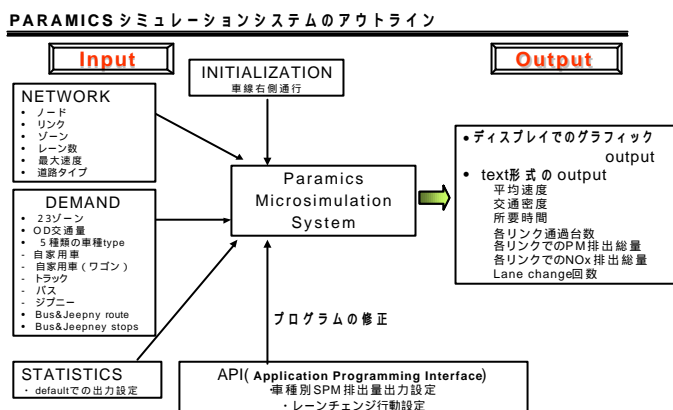 PARAMICSシミュレーションシステムのアウトライン
Input
Output
INITIALIZATION
車線右側通行
NETWORK
• ノード
• リンク
• ゾーン
• レーン数
• 最大速度
• 道路タイプ
DEMAND
• 23ゾーン
• OD交通量
• 5種類の車種type
- 自家用車
- 自家用車(ワゴン)
- トラック
- バス
- ジプニー
• Bus&Jeepny route
• Bus&Jeepney stops
STATISTICS
・ defaultでの出力設定
Paramics
Microsimulation
System
プログラムの修正
API( Application Programming Interface)
・車種別SPM排出量出力設定
・レーンチェンジ行動設定
• ディスプレイでのグラフィック
output
• text形式のoutput
平均速度
交通密度
所要時間
各リンク通過台数
各リンクでのPM排出総量
各リンクでのNOx排出総量
Lane change回数